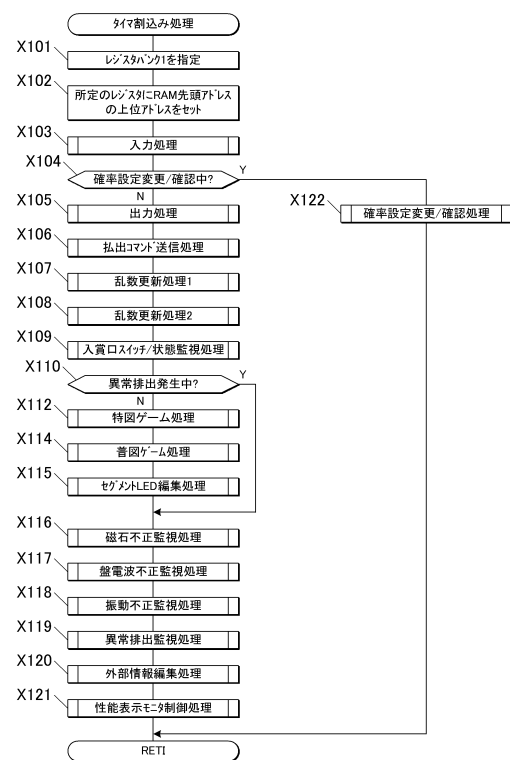 タイマ割込み処理
X101
レジスタバンク1を指定
X102
所定のレジスタにRAM先頭アドレス
の上位アドレスをセット
X103
入力処理
X104
確率設定変更/確認中?
Y
N
X105
出力処理
X122
確率設定変更/確認処理
X106
払出コマンド送信処理
X107
乱数更新処理1
X108
乱数更新処理2
X109
入賞口スイッチ/状態監視処理
X110
異常排出発生中?
Y
N
X112
特図ゲーム処理
X114
普図ゲーム処理
X115
セグメントLED編集処理
X116
磁石不正監視処理
X117
盤電波不正監視処理
X118
振動不正監視処理
X119
異常排出監視処理
X120
外部情報編集処理
X121
性能表示モニタ制御処理
RETI